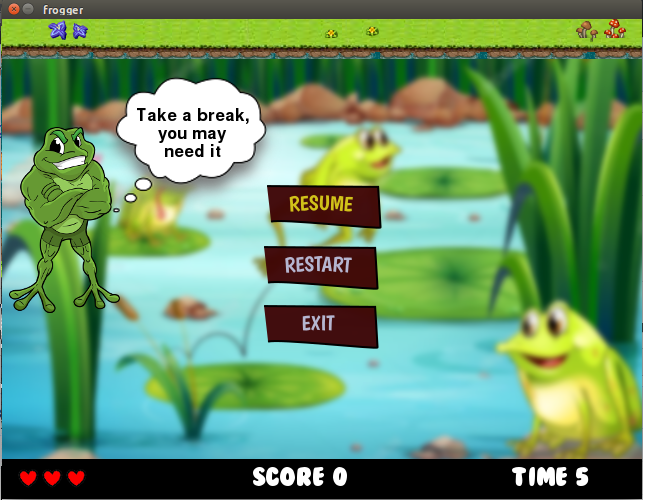 frogger
Take a break,
you may
need it
RESUME
RESTART
EXIT
SCORE 0
TIME 5